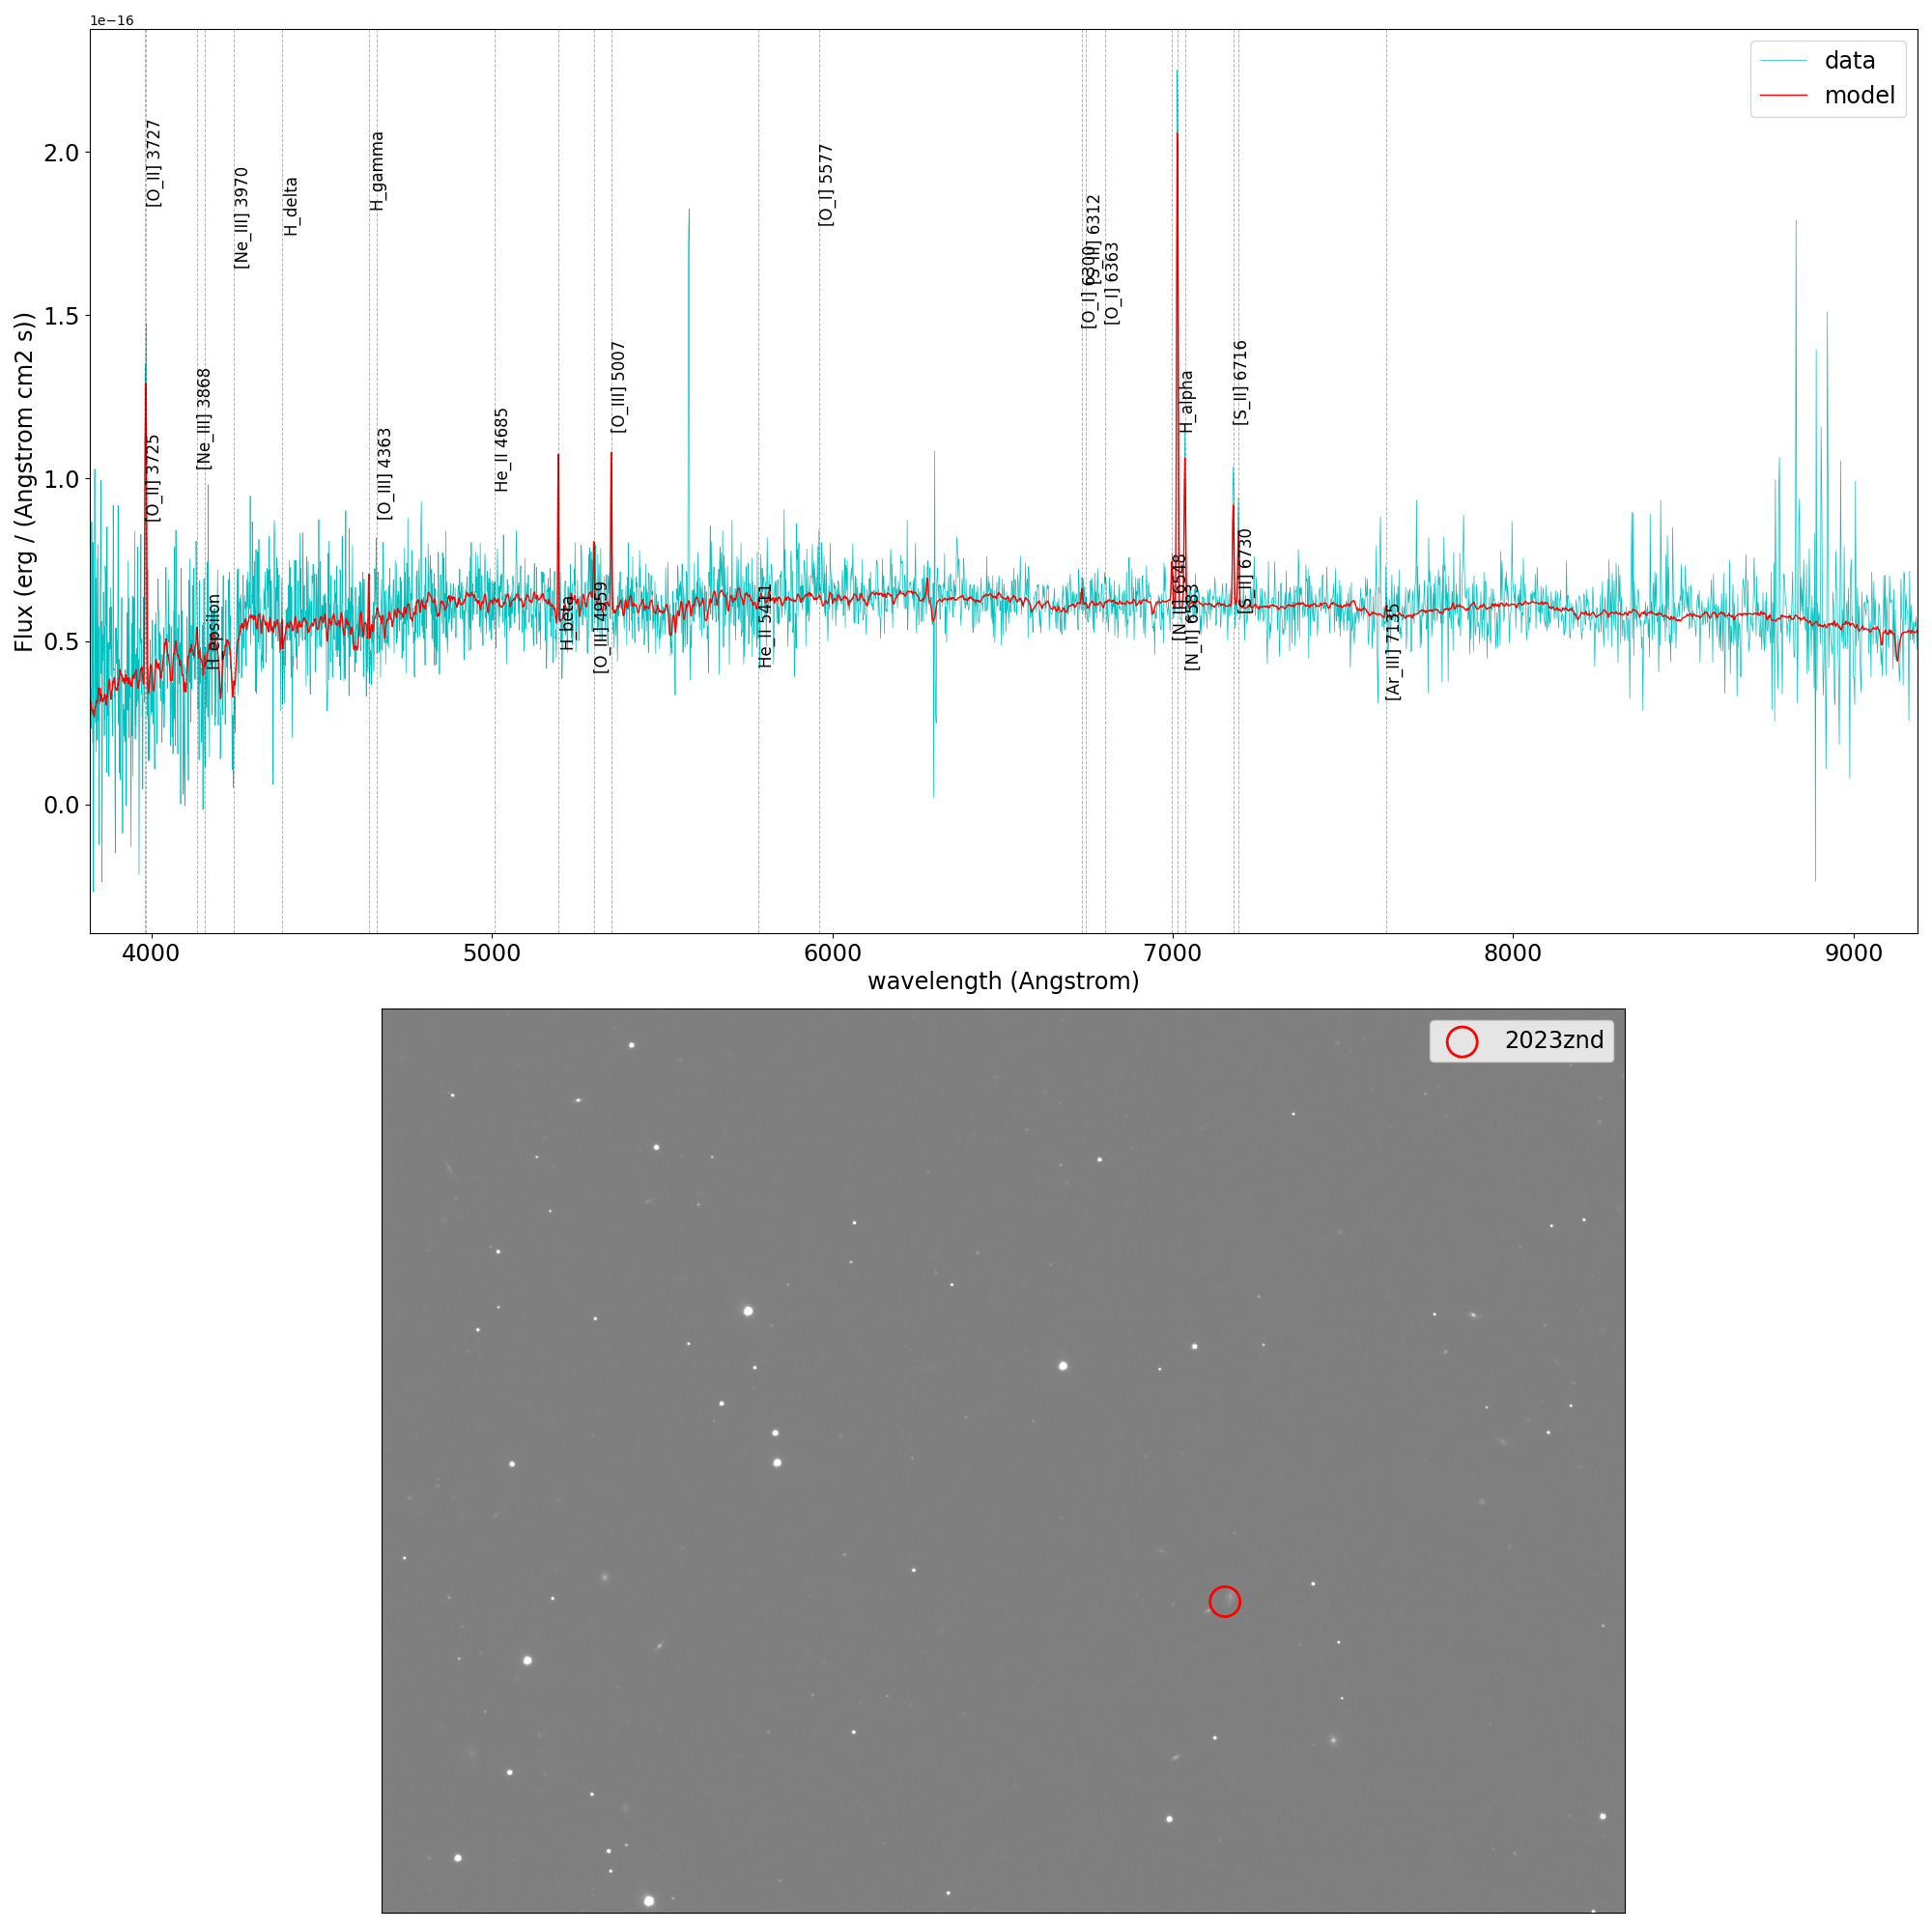 1e−16
data
model
2.0
1.5
1.0
0.5
0.0
Flux (erg / (Angstrom cm2 s))
[O_II] 3725
[O_II] 3727
[Ne_III] 3868
H_epsilon
[Ne_III] 3970
H_delta
H_gamma
[O_III] 4363
He_II 4685
H_beta
[O_III] 4959
[O_III] 5007
He_II 5411
[O_I] 5577
[O_I] 6300
[S_III] 6312
[O_I] 6363
[N_II] 6548
H_alpha
[N_II] 6583
[S_II] 6716
[S_II] 6730
[Ar_III] 7135
4000 5000 6000 7000 8000 9000
wavelength (Angstrom)
2023znd